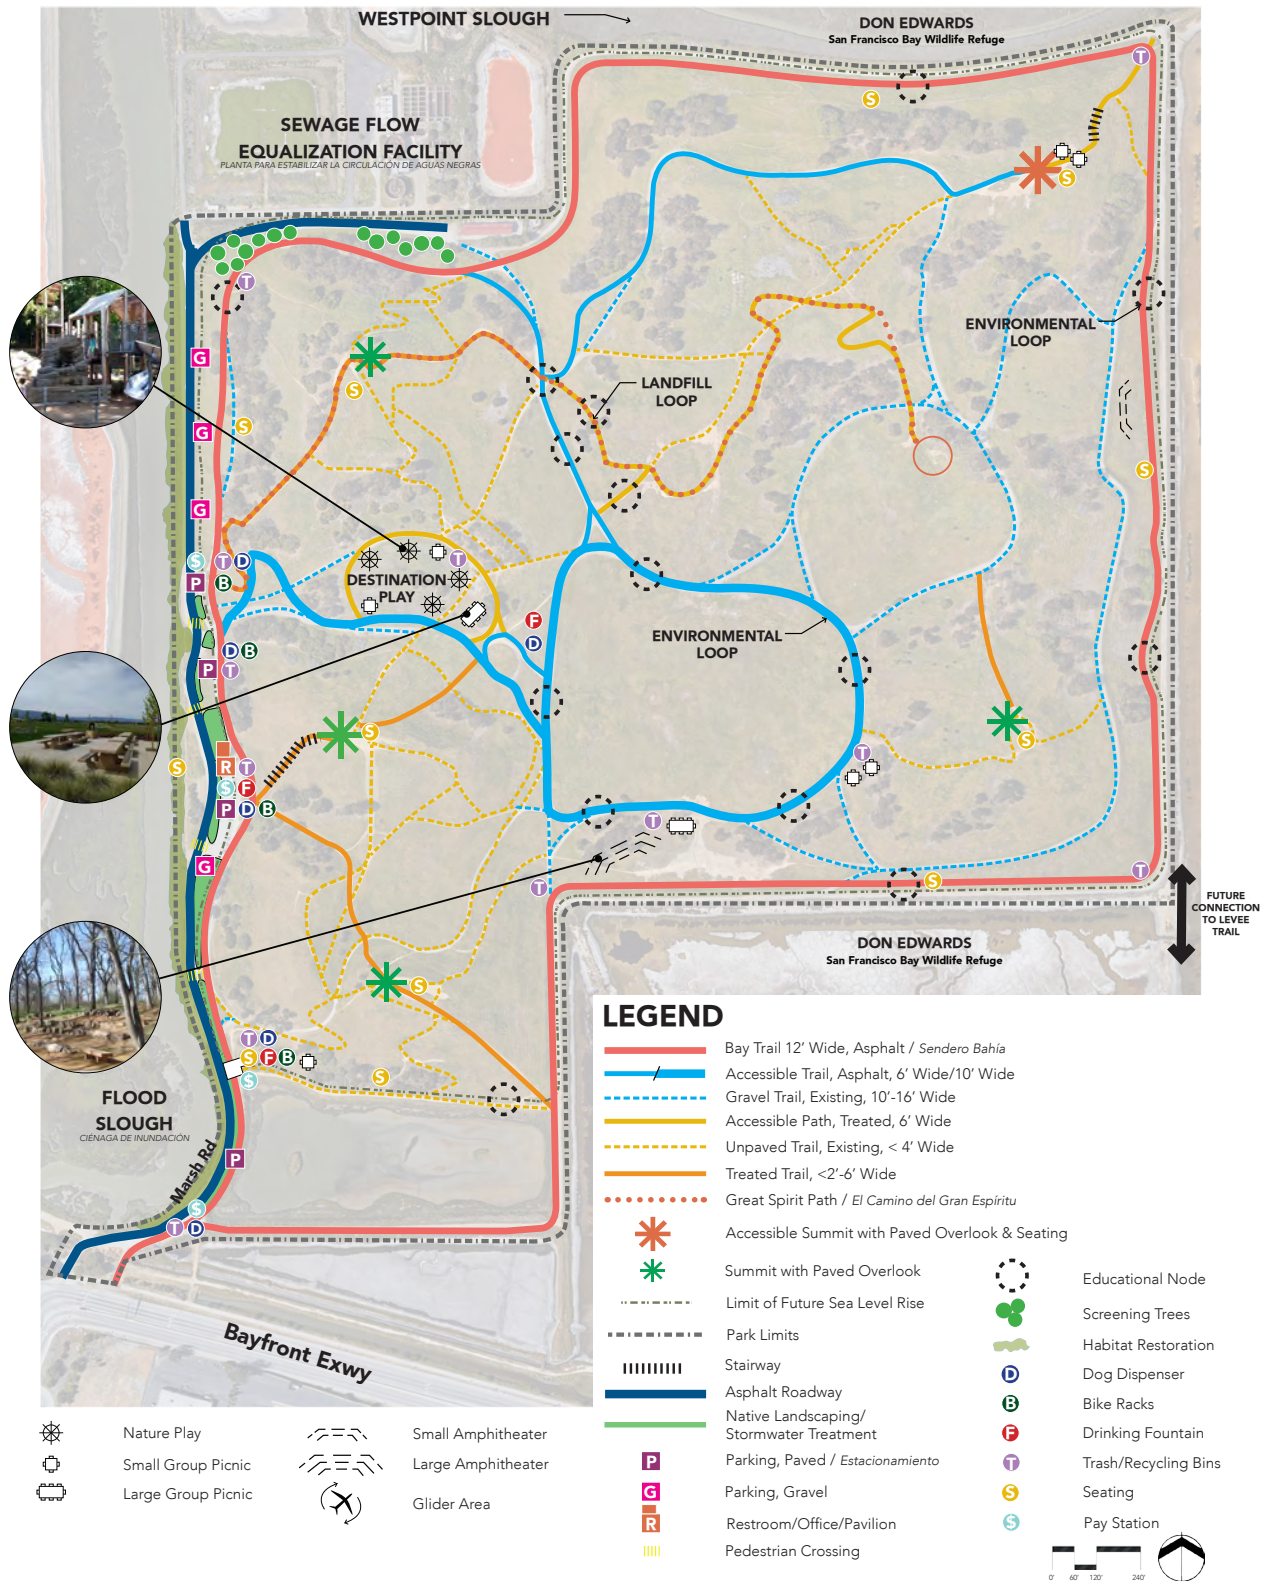 WESTPOINT SLOUGH
DON EDWARDS
San Francisco Bay Wildlife Refuge
T
S
SEWAGE FLOW
EQUALIZATION FACILITY
PLANTA PARA ESTABILIZAR LA CIRCULACIÓN DE AGUAS NEGRAS
S
T
ENVIRONMENTAL
LOOP
G
LANDFILL
LOOP
S
G
S
S
G
S
T
D
T
P
B
DESTINATION
PLAY
F
D
ENVIRONMENTAL
LOOP
D
B
P
T
S
S
T
S
R
T
S
F
P
D
B
T
G
T
S
T
FUTURE
CONNECTION
TO LEVEE
TRAIL
DON EDWARDS
San Francisco Bay Wildlife Refuge
S
T
D
S
F
B
S
S
FLOOD
SLOUGH
CIÉNAGA DE INUNDACIÓN
Marsh Rd
P
S
T
D
Bayfront Exwy
LEGEND
Bay Trail 12' Wide, Asphalt / Sendero Bahía
Accessible Trail, Asphalt, 6' Wide/10' Wide
Gravel Trail, Existing, 10'-16' Wide
Accessible Path, Treated, 6' Wide
Unpaved Trail, Existing, < 4' Wide
Treated Trail, <2'-6' Wide
Great Spirit Path / El Camino del Gran Espíritu
Accessible Summit with Paved Overlook & Seating
Summit with Paved Overlook
Limit of Future Sea Level Rise
Park Limits
Stairway
Asphalt Roadway
Native Landscaping/
Stormwater Treatment
P Parking, Paved / Estacionamiento
G Parking, Gravel
R Restroom/Office/Pavilion
Pedestrian Crossing
Educational Node
Screening Trees
Habitat Restoration
D Dog Dispenser
B Bike Racks
F Drinking Fountain
T Trash/Recycling Bins
S Seating
S Pay Station
Nature Play
Small Group Picnic
Large Group Picnic
Small Amphitheater
Large Amphitheater
Glider Area
0' 60' 120' 240'